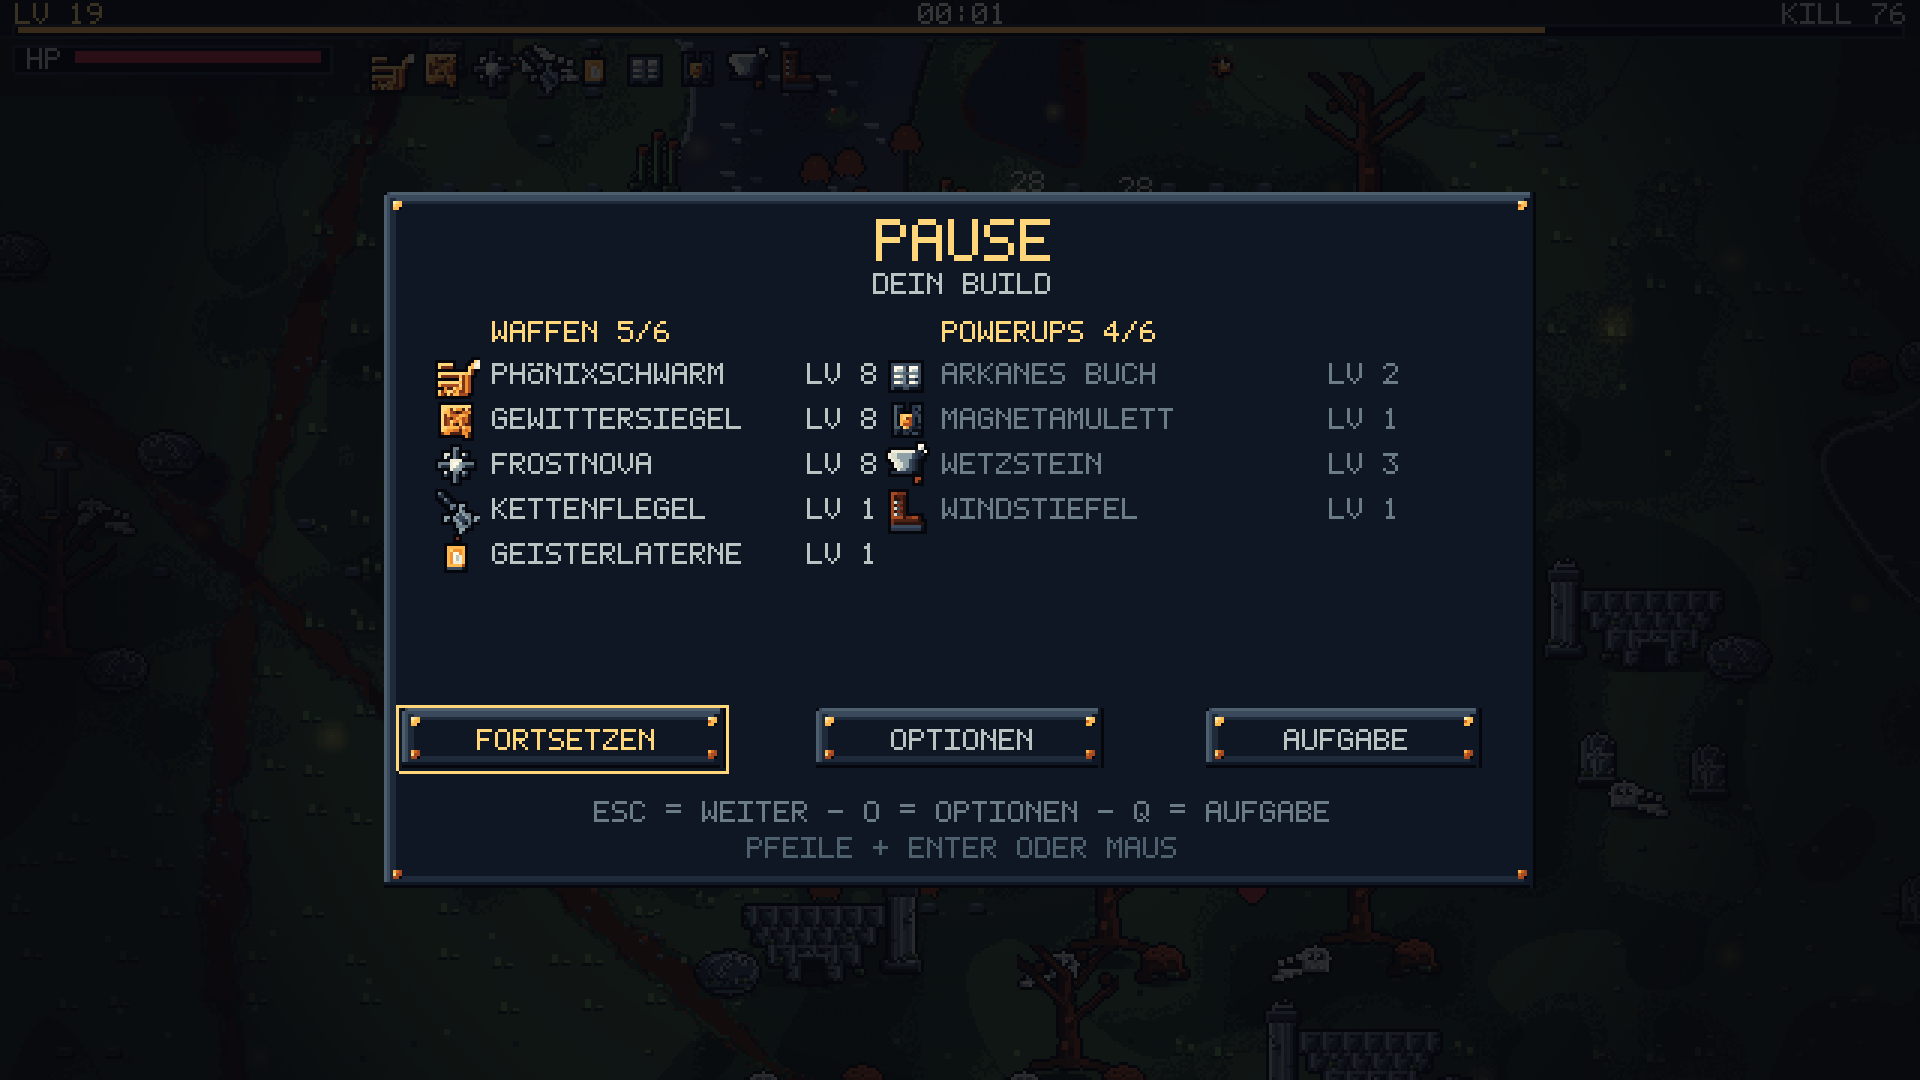 LV 19
00:01
KILL 76
HP
28
28
PAUSE
DEIN BUILD
WAFFEN 5/6
PHöNIXSCHWARM LV 8
GEWITTERSIEGEL LV 8
FROSTNOVA LV 8
KETTENFLEGEL LV 1
GEISTERLATERNE LV 1
POWERUPS 4/6
ARKANES BUCH LV 2
MAGNETAMULETT LV 1
WETZSTEIN LV 3
WINDSTIEFEL LV 1
FORTSETZEN
OPTIONEN
AUFGABE
ESC = WEITER - O = OPTIONEN - Q = AUFGABE
PFEILE + ENTER ODER MAUS